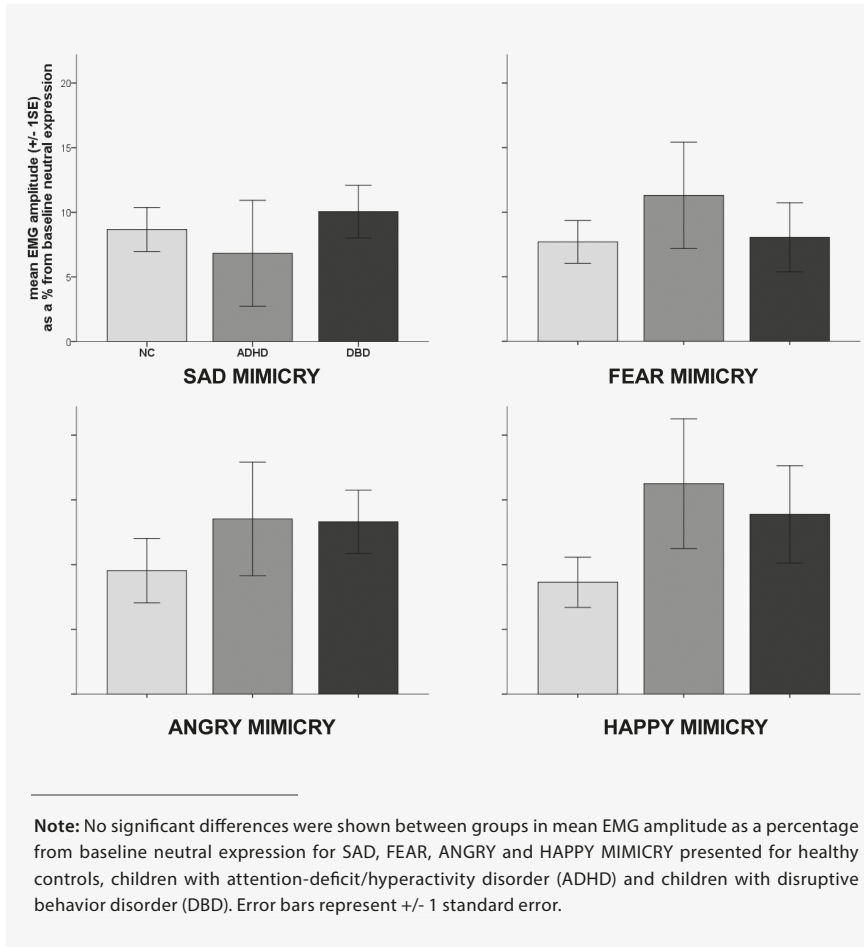 mean EMG amplitude (+/- 1SE)
as a % from baseline neutral expression
20
15
10
5
0
NC ADHD DBD
SAD MIMICRY
FEAR MIMICRY
ANGRY MIMICRY
HAPPY MIMICRY
Note: No significant differences were shown between groups in mean EMG amplitude as a percentage
from baseline neutral expression for SAD, FEAR, ANGRY and HAPPY MIMICRY presented for healthy
controls, children with attention-deficit/hyperactivity disorder (ADHD) and children with disruptive
behavior disorder (DBD). Error bars represent +/- 1 standard error.